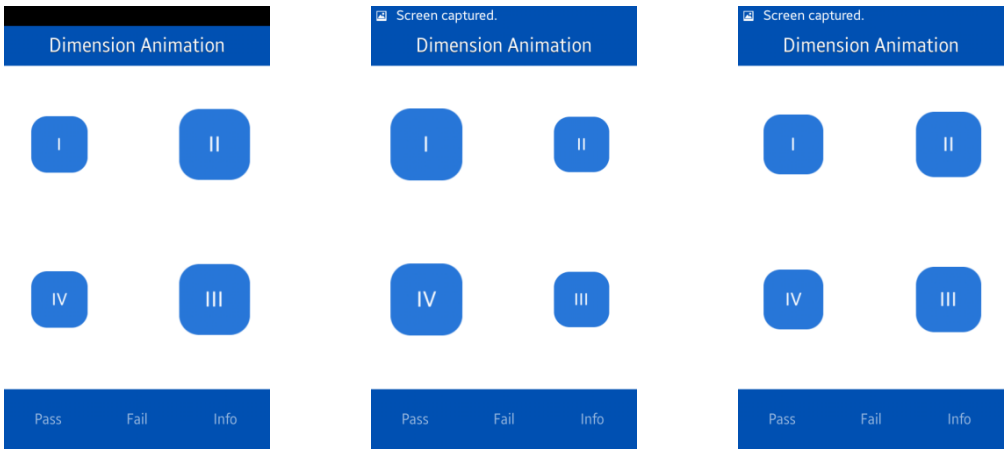 Dimension Animation
I II
IV III
Pass Fail Info
Screen captured.
Dimension Animation
I II
IV III
Pass Fail Info
Screen captured.
Dimension Animation
I II
IV III
Pass Fail Info